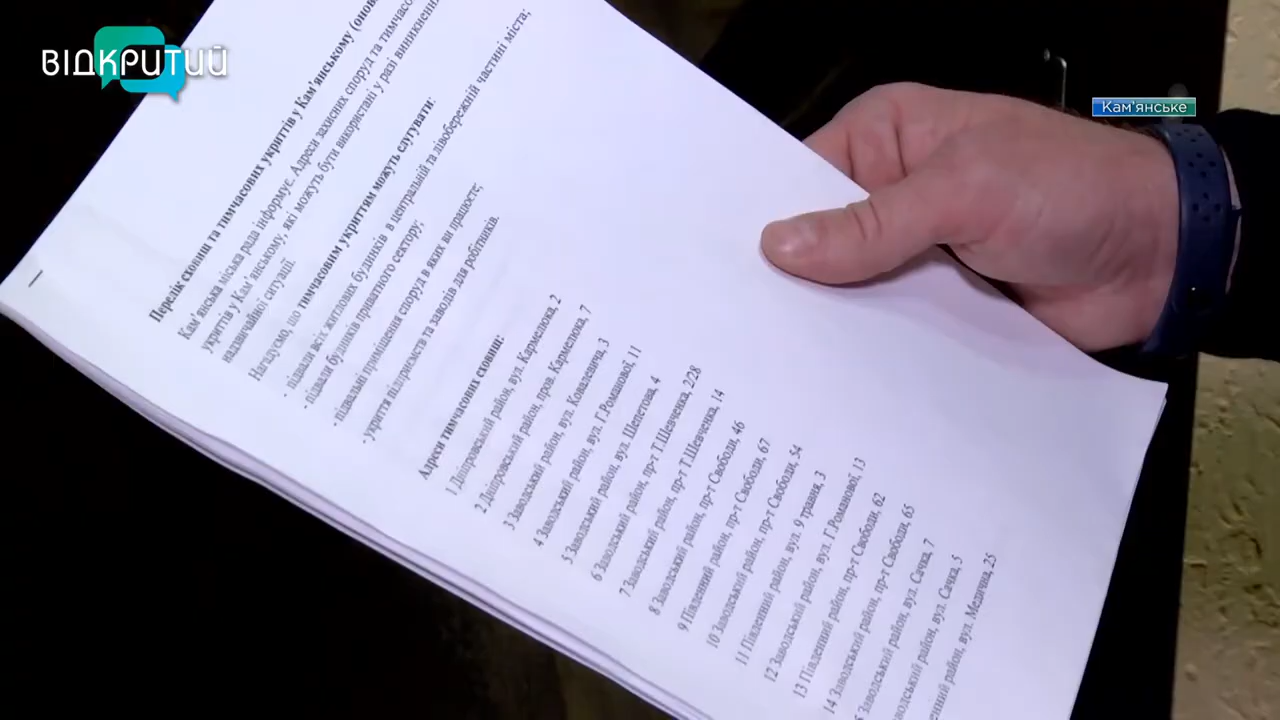 ВІДКРИТИЙ
Кам'янське
Перелік сховищ та тимчасових укриттів у Кам'янському (онов
Кам'янська міська рада інформує. Адреси захисних споруд та тимчасо
укриттів у Кам'янському, які можуть бути використані у разі виникненн
надзвичайної ситуації.
Нагадуємо, що тимчасовим укриттям можуть слугувати:
- підвали всіх житлових будинків в центральній та лівобережній частині міста;
- підвали будинків приватного сектору;
- підвальні приміщення споруд в яких ви працюєте;
- укриття підприємств та заводів для робітників.
Адреси тимчасових сховищ:
1 Дніпровський район, вул. Кармелюка, 2
2 Дніпровський район, пров. Кармелюка, 7
3 Заводський район, вул. Ковалевича, 3
4 Заводський район, вул. Г.Романової, 11
5 Заводський район, вул. Шепетова, 4
6 Заводський район, пр-т Т.Шевченка, 2/28
7 Заводський район, пр-т Т.Шевченка, 14
8 Заводський район, пр-т Свободи, 46
9 Південний район, пр-т Свободи, 67
10 Заводський район, пр-т Свободи, 54
11 Південний район, вул. 9 травня, 3
12 Заводський район, вул. Г.Романової, 13
13 Південний район, пр-т Свободи, 62
14 Заводський район, пр-т Свободи, 65
Заводський район, вул. Сачка, 7
аводський район, вул. Сачка, 5
енний район, вул. Медична, 25